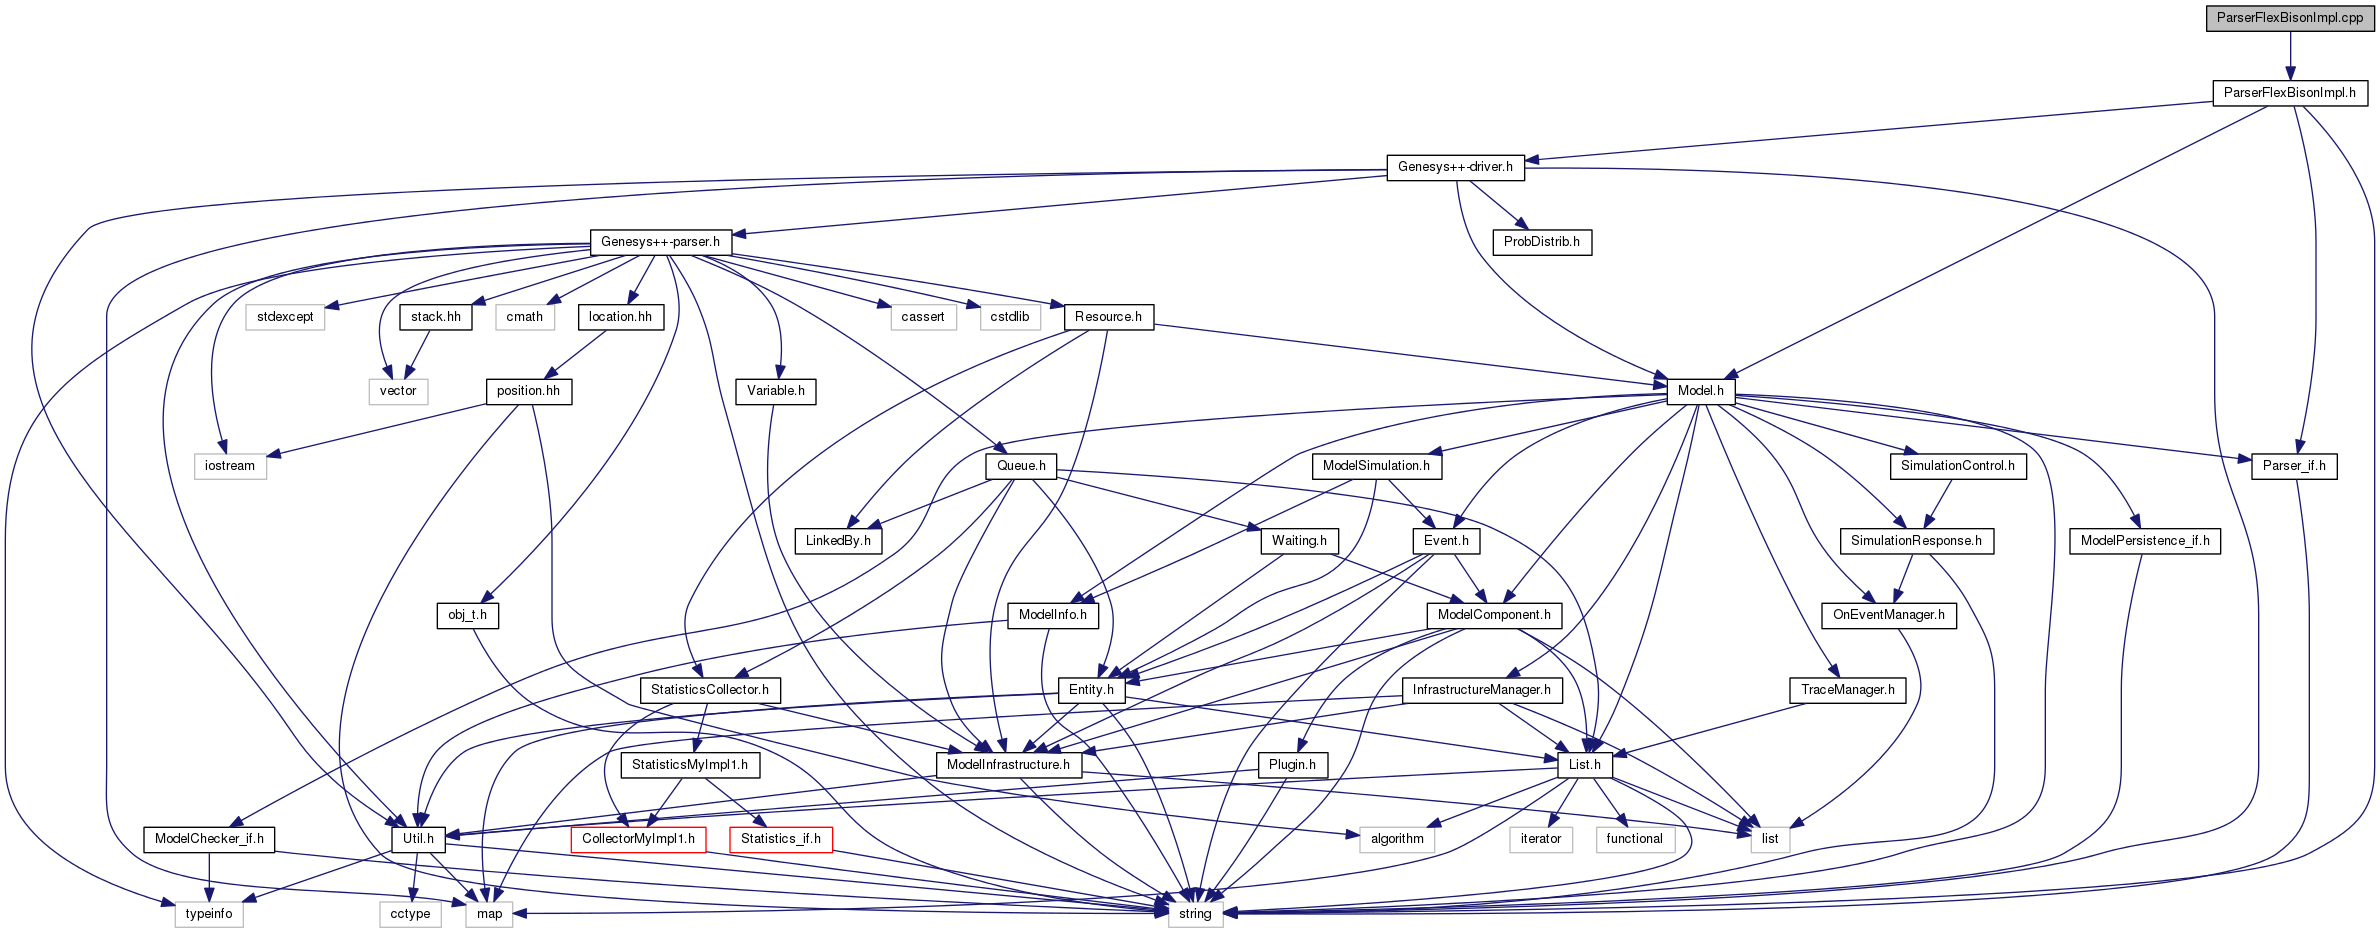 ParserFlexBisonImpl.cpp
ParserFlexBisonImpl.h
Genesys++-driver.h
Genesys++-parser.h
ProbDistrib.h
stdexcept
stack.hh
cmath
location.hh
cassert
cstdlib
Resource.h
vector
position.hh
Variable.h
Model.h
iostream
Queue.h
ModelSimulation.h
SimulationControl.h
Parser_if.h
LinkedBy.h
Waiting.h
Event.h
SimulationResponse.h
ModelPersistence_if.h
obj_t.h
ModelInfo.h
ModelComponent.h
OnEventManager.h
StatisticsCollector.h
Entity.h
InfrastructureManager.h
TraceManager.h
StatisticsMyImpl1.h
ModelInfrastructure.h
Plugin.h
List.h
ModelChecker_if.h
Util.h
CollectorMyImpl1.h
Statistics_if.h
algorithm
iterator
functional
list
typeinfo
cctype
map
string